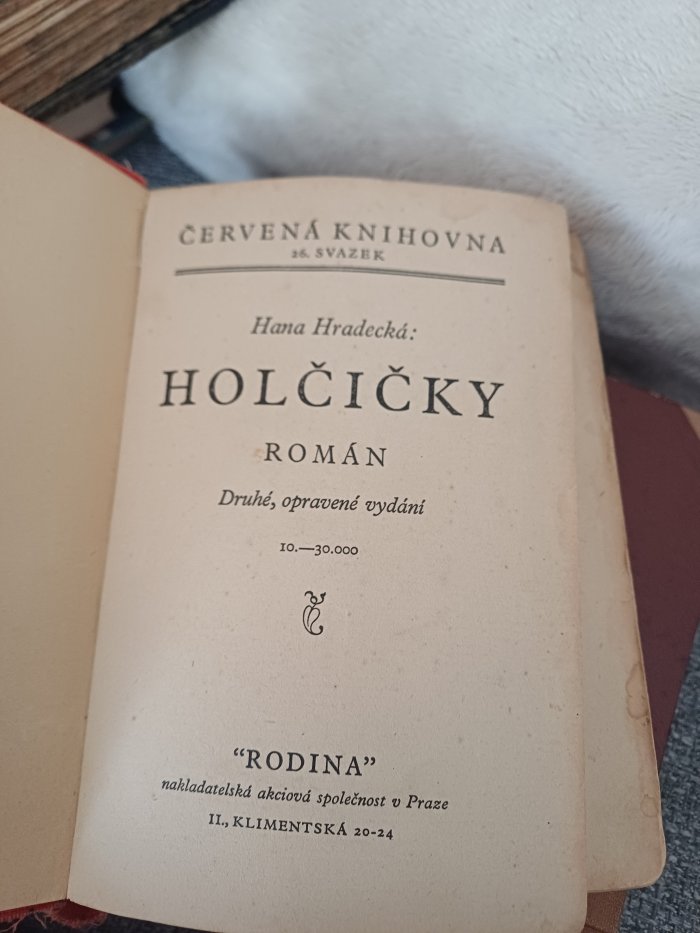 ČERVENÁ KNIHOVNA
26. SVAZEK
Hana Hradecká:
HOLČIČKY
ROMÁN
Druhé, opravené vydání
10.—30.000
“RODINA”
nakladatelská akciová společnost v Praze
II., KLIMENTSKÁ 20-24